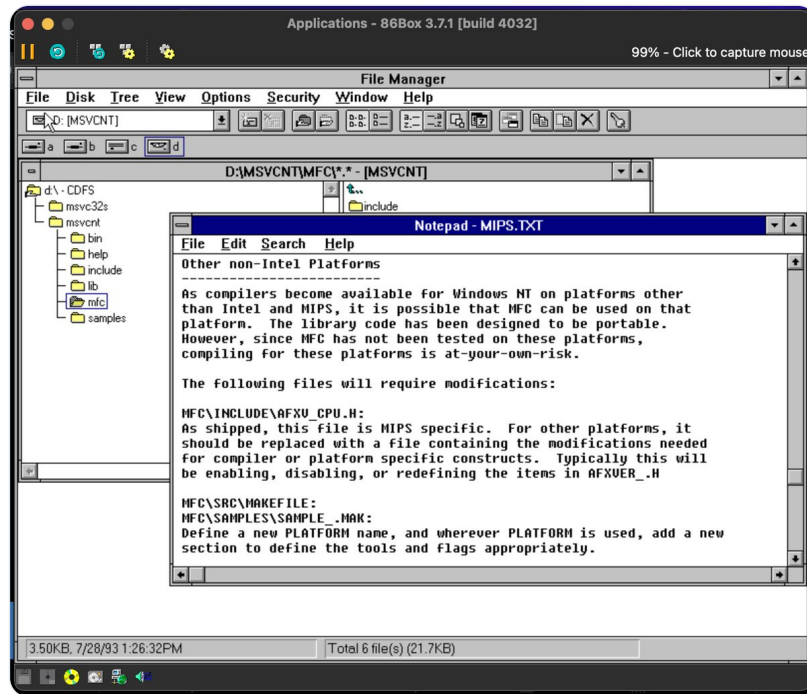 Applications - 86Box 3.7.1 [build 4032]
99% - Click to capture mouse
File Manager
File Disk Tree View Options Security Window Help
D: [MSVCNT]
a b c d
D:\MSVCNT\MFC\*.* - [MSVCNT]
d:\ - CDFS
msvc32s
msvcnt
bin
help
include
lib
mfc
samples
..
include
Notepad - MIPS.TXT
File Edit Search Help
Other non-Intel Platforms
-------------------------
As compilers become available for Windows NT on platforms other
than Intel and MIPS, it is possible that MFC can be used on that
platform. The library code has been designed to be portable.
However, since MFC has not been tested on these platforms,
compiling for these platforms is at-your-own-risk.
The following files will require modifications:
MFC\INCLUDE\AFXV_CPU.H:
As shipped, this file is MIPS specific. For other platforms, it
should be replaced with a file containing the modifications needed
for compiler or platform specific constructs. Typically this will
be enabling, disabling, or redefining the items in AFXVER_.H
MFC\SRC\MAKEFILE:
MFC\SAMPLES\SAMPLE_.MAK:
Define a new PLATFORM name, and wherever PLATFORM is used, add a new
section to define the tools and flags appropriately.
3.50KB, 7/28/93 1:26:32PM
Total 6 file(s) (21.7KB)